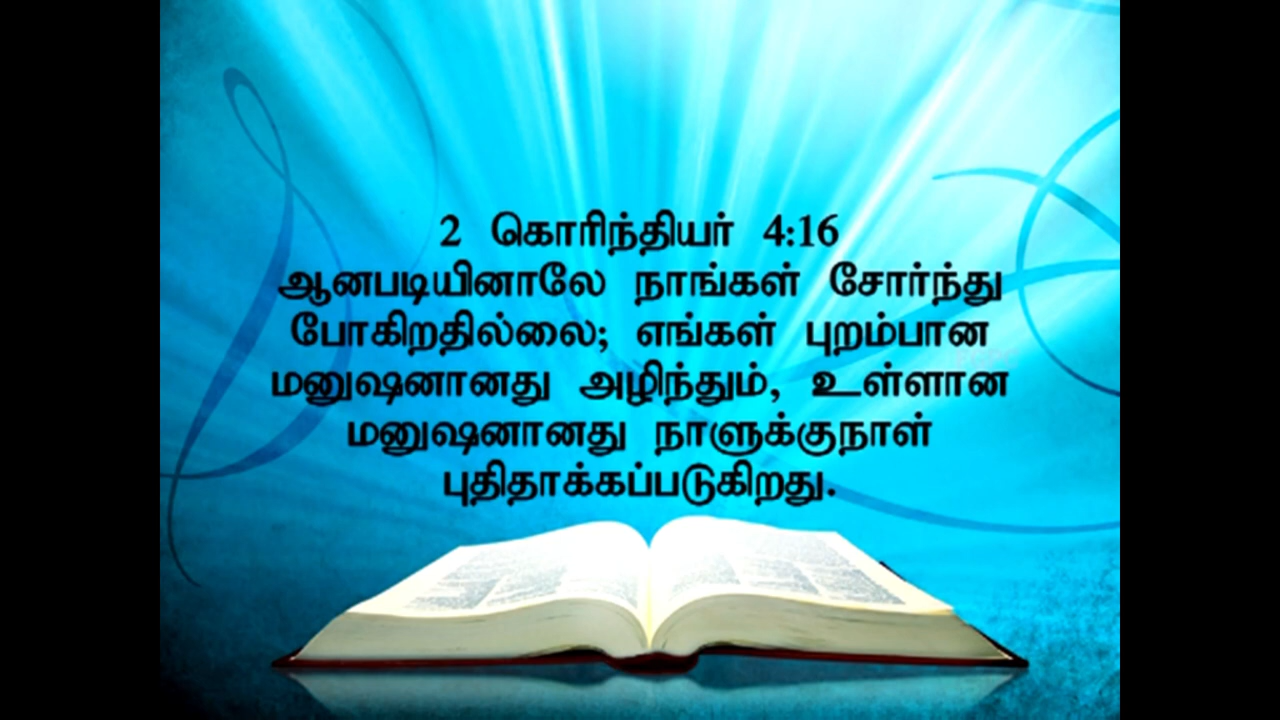 2 கொரிந்தியர் 4:16
ஆனபடியினாலே நாங்கள் சோர்ந்து
போகிறதில்லை; எங்கள் புறம்பான
மனுஷனானது அழிந்தும், உள்ளான
மனுஷனானது நாளுக்குநாள்
புதிதாக்கப்படுகிறது.